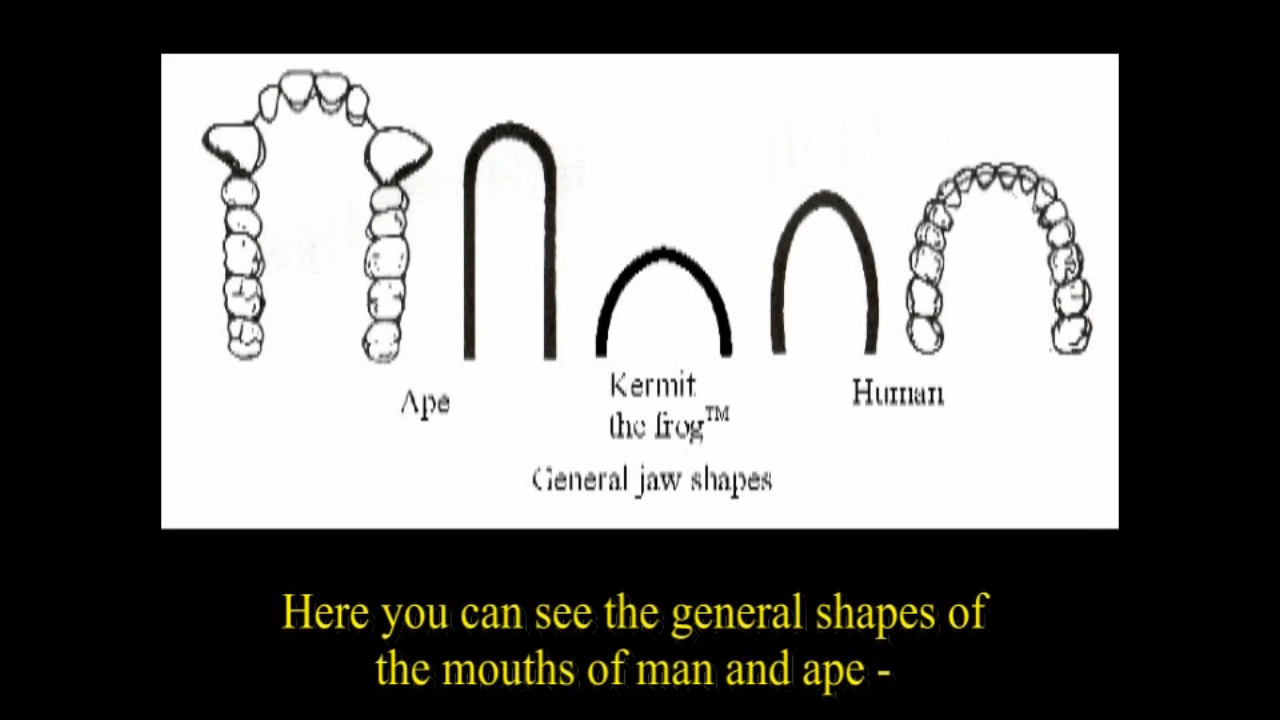 Ape
Kermit
the frog™
Human
General jaw shapes
Here you can see the general shapes of
the mouths of man and ape -